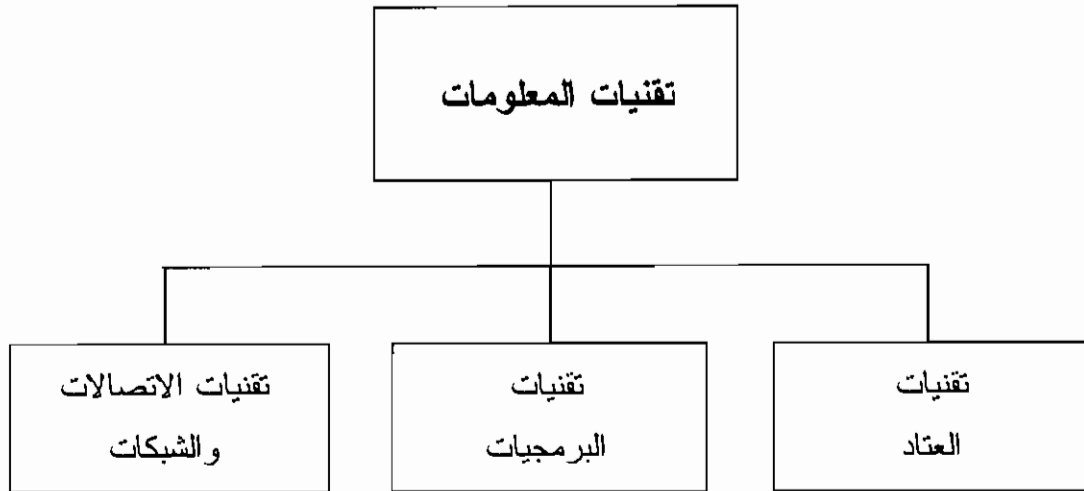 تقنيات المعلومات
تقنيات
العتاد
تقنيات
البرمجيات
تقنيات الاتصالات
والشبكات